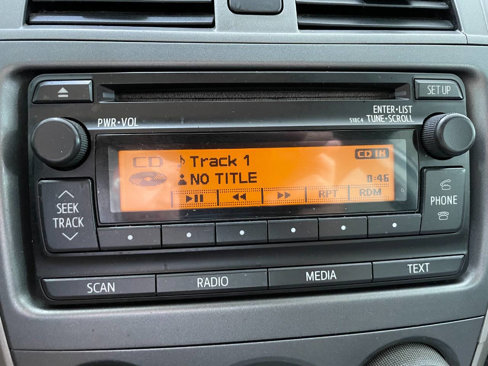 SET UP
PWR•VOL
ENTER•LIST
518C4 TUNE•SCROLL
CD
Track 1
CD IN
NO TITLE
0:46
RPT
RDM
SEEK
TRACK
PHONE
SCAN
RADIO
MEDIA
TEXT